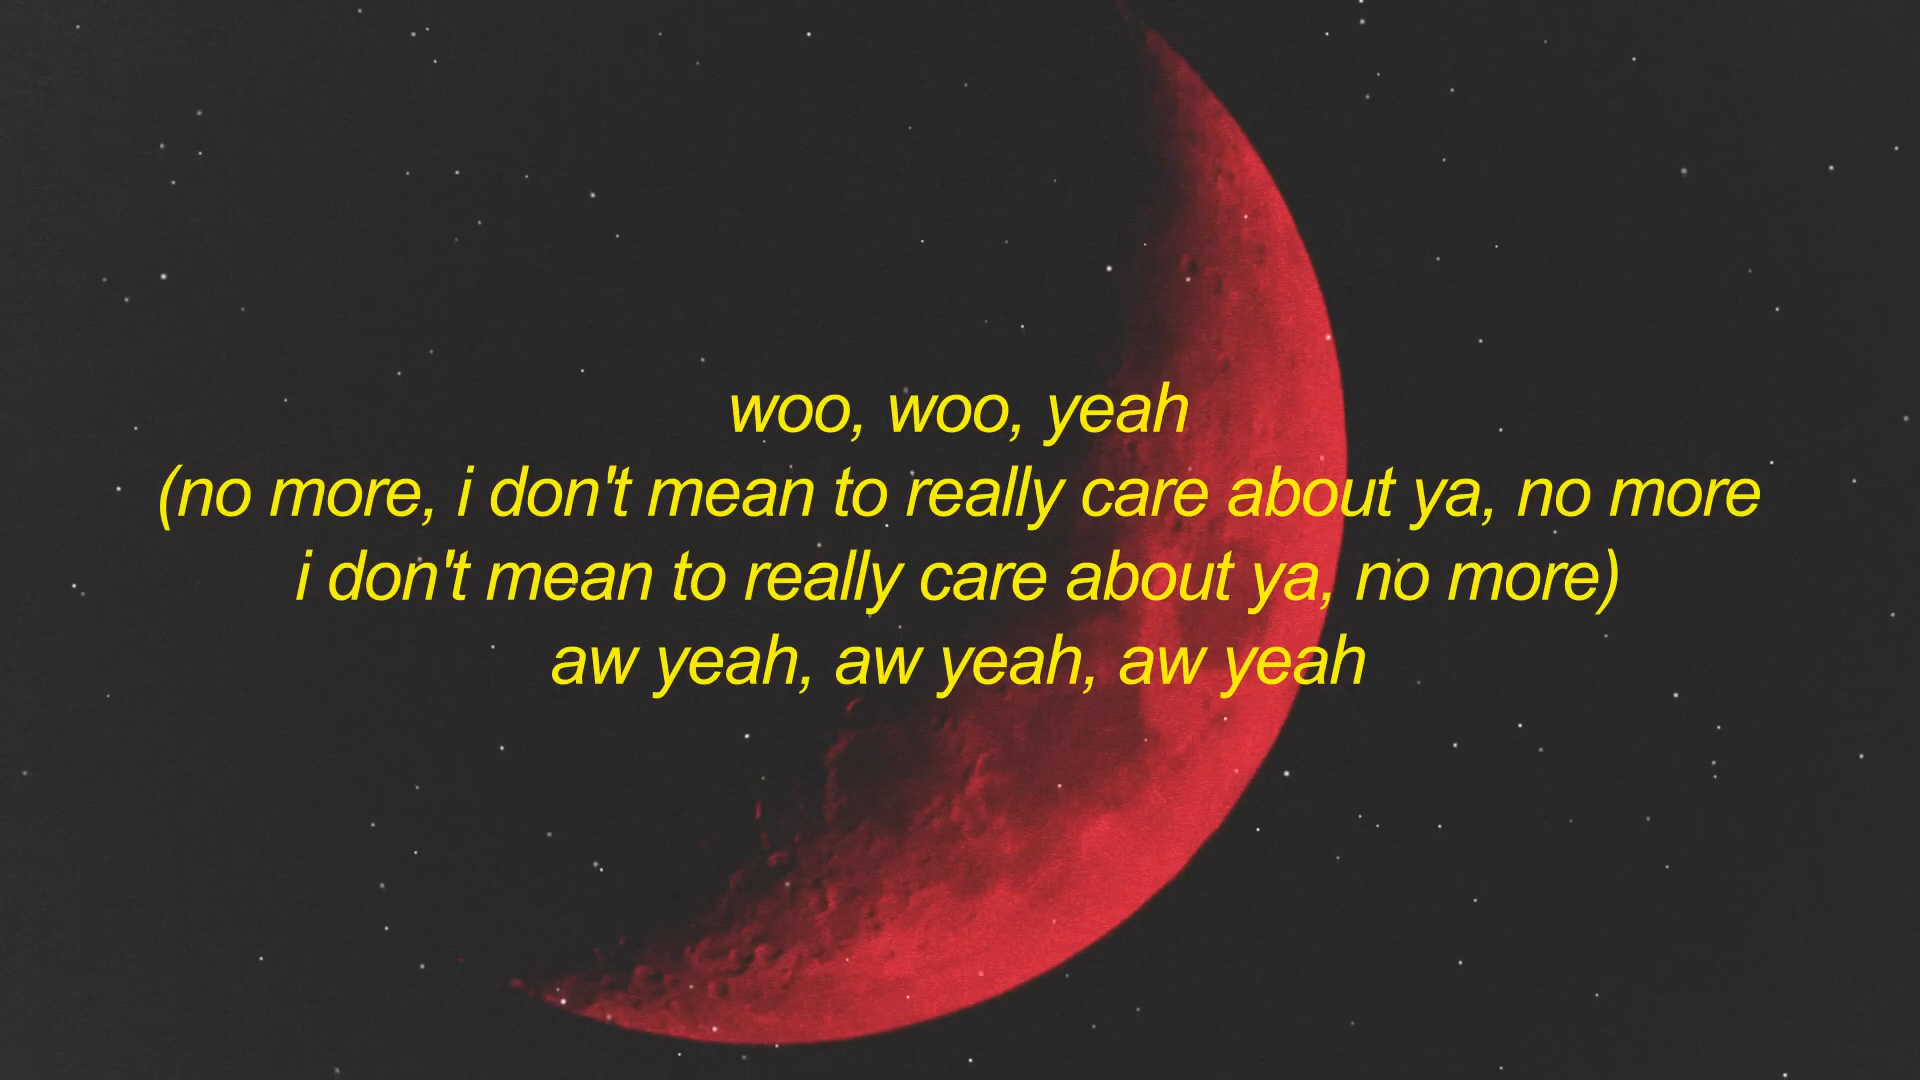 woo, woo, yeah
(no more, i don't mean to really care about ya, no more
i don't mean to really care about ya, no more)
aw yeah, aw yeah, aw yeah